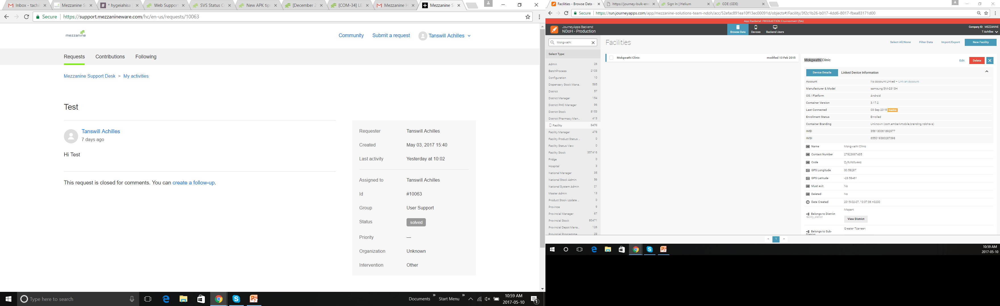 Inbox - tachil
Mezzanine S
* hygeiahisa
Web Support
SVS Status C
New APK tips
[December 2
[COM-34] LE
Mezzanine H
Mezzanine S
Secure
https://support.mezzanineware.com/hc/en-us/requests/10063
mezzanine
Community
Submit a request
Tanswill Achilles
Requests
Contributions
Following
Mezzanine Support Desk > My activities
Test
Tanswill Achilles
7 days ago
Hi Test
This request is closed for comments. You can create a follow-up.
Requester Tanswill Achilles
Created May 03, 2017 15:40
Last activity Yesterday at 10:02
Assigned to Tanswill Achilles
Id #10063
Group User Support
Status solved
Priority —
Organization Unknown
Intervention Other
Type here to search
Documents
Start Menu
10:59 AM
2017-05-10
1
Facilities - Browse Data -
https://journey-bulk-enr
Sign In | Helium
GDE (GDE)
Secure
https://run.journeyapps.com/app/mezzanine-solutions-team-ndoh/acc/52efac891ea10f13ec00091d/objects#/Facility/3f2c1b26-b017-4dd6-8017-fbea83171d00
App Backend: PRODUCTION Environment (SA)
JourneyApps Backend:
NDoH - Production
Browse Data
Devices
Backend Users
Company ID: MEZZANINE
T Achilles
Mokgwathi
Facilities
Select All/None
Filter Data
Import/Export
New Facility
Select Type:
Admin 26
BatchProcess 2103
Configuration 10
Dispensary Stock Mana.. 585
District 57
District Manager 154
District PHC Manager 96
District Stock 8153
District Pharmacy Man... 413
Facility 3470
Facility Manager 478
Facility Product Status ... 0
Facility Status View 0
Facility Stock 357416
Fridge 0
Hospital 3
National Manager 35
National Stock Admin 56
National System Admin 21
Master Admin 13
Product Stock Update ... 0
Province 9
Provincial Manager 67
Provincial Stock 80471
Provincial Depot Mana... 126
Provincial Programme 29
Mokgwathi Clinic
modified 13 Feb 2015
Mokgwathi Clinic
Edit
Delete
Device Details
Linked Device Information
Account No Account Linked – Link an Account
Manufacturer & Model samsung SM-G313H
OS / Platform Android
Container Version 3.17.2
Last Connected 03 Sep 2015 Inactive
Enrollment Status Enrolled
Container Branding Unknown (com.embarkmobile.branding.ndohsvs)
IMEI 356130061892977
IMSI 655019380287398
Name Mokgwathi Clinic
Contact Number 27823667435
Code Zy3UIb0u4Az
GPS Longitude 30.58287
GPS Latitude -23.58461
Must exit No
Deleted No
Date Created 2015-02-07, 10:37:36 +0200
Belongs to District
facility_district
Mopani
View District
Belongs to Sub-
District
Greater Tzaneen
< 1 >
10:59 AM
2017-05-10